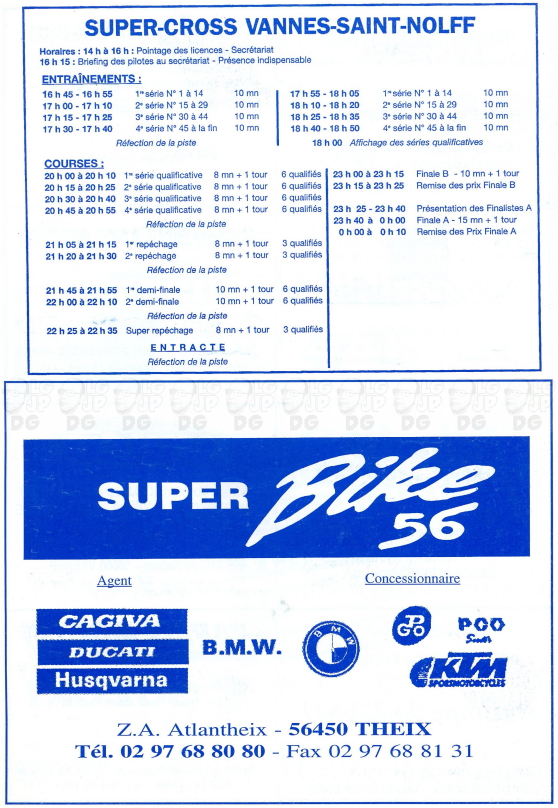 SUPER-CROSS VANNES-SAINT-NOLFF
Horaires : 14 h à 16 h : Pointage des licences - Secrétariat
16 h 15 : Briefing des pilotes au secrétariat - Présence indispensable
ENTRAÎNEMENTS :
16 h 45 - 16 h 55 1re série N° 1 à 14 10 mn
17 h 00 - 17 h 10 2e série N° 15 à 29 10 mn
17 h 15 - 17 h 25 3e série N° 30 à 44 10 mn
17 h 30 - 17 h 40 4e série N° 45 à la fin 10 mn
Réfection de la piste
17 h 55 - 18 h 05 1re série N° 1 à 14 10 mn
18 h 10 - 18 h 20 2e série N° 15 à 29 10 mn
18 h 25 - 18 h 35 3e série N° 30 à 44 10 mn
18 h 40 - 18 h 50 4e série N° 45 à la fin 10 mn
18 h 00 Affichage des séries qualificatives
COURSES :
20 h 00 à 20 h 10 1re série qualificative 8 mn + 1 tour 6 qualifiés
20 h 15 à 20 h 25 2e série qualificative 8 mn + 1 tour 6 qualifiés
20 h 30 à 20 h 40 3e série qualificative 8 mn + 1 tour 6 qualifiés
20 h 45 à 20 h 55 4e série qualificative 8 mn + 1 tour 6 qualifiés
Réfection de la piste
21 h 05 à 21 h 15 1er repéchage 8 mn + 1 tour 3 qualifiés
21 h 20 à 21 h 30 2e repéchage 8 mn + 1 tour 3 qualifiés
Réfection de la piste
21 h 45 à 21 h 55 1re demi-finale 10 mn + 1 tour 6 qualifiés
22 h 00 à 22 h 10 2e demi-finale 10 mn + 1 tour 6 qualifiés
22 h 25 à 22 h 35 Super repéchage 8 mn + 1 tour 3 qualifiés
ENTRACTE
Réfection de la piste
23 h 00 à 23 h 15 Finale B - 10 mn + 1 tour
23 h 15 à 23 h 25 Remise des prix Finale B
23 h 25 - 23 h 40 Présentation des Finalistes A
23 h 40 à 0 h 00 Finale A - 15 mn + 1 tour
0 h 00 à 0 h 10 Remise des Prix Finale A
SUPER Bike 56
Agent
Concessionnaire
CAGIVA
DUCATI
Husqvarna
B.M.W.
BMW
PGO
PGO
KTM
SPORTMOTORCYCLES
Z.A. Atlantheix - 56450 THEIX
Tél. 02 97 68 80 80 - Fax 02 97 68 81 31